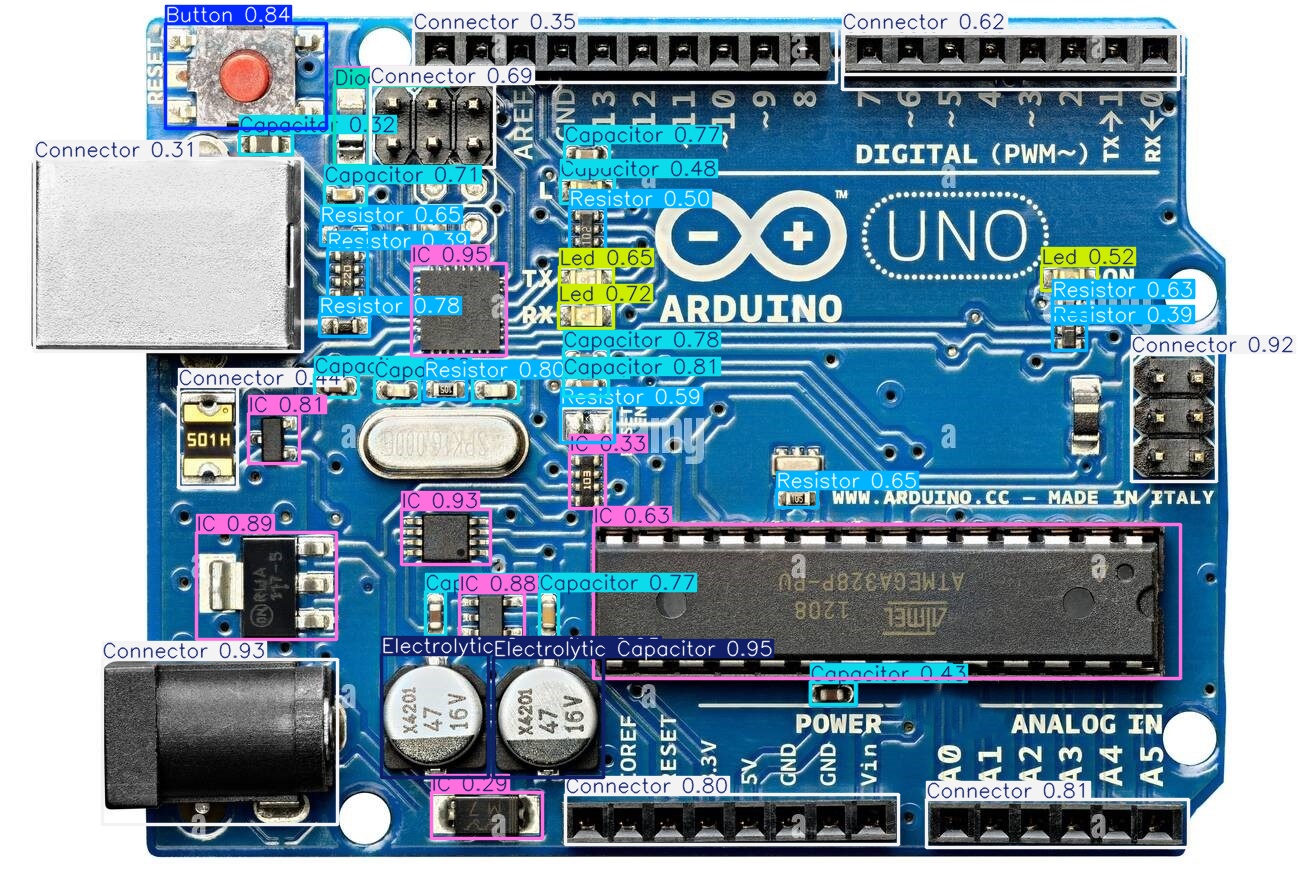 Button 0.84
Connector 0.35
Connector 0.62
RESET
Connector 0.69
AREF
GND
13
12
11
~10
~9
8
7
~6
~5
4
~3
2
TX→1
RX←0
Capacitor 0.32
Capacitor 0.77
DIGITAL (PWM~)
Connector 0.31
Capacitor 0.71
Capacitor 0.48
L
Resistor 0.50
™
Resistor 0.65
Resistor 0.39
UNO
IC 0.95
Led 0.65
Led 0.52
220
TX
ON
Led 0.72
Resistor 0.63
Resistor 0.78
RX
ARDUINO
Resistor 0.39
Capacitor 0.78
Connector 0.92
Capacitor 0.81
Resistor 0.80
Connector 0.44
Resistor 0.59
IC 0.81
501H
SPK16.000G
IC 0.33
103
Resistor 0.65
IC 0.93
WWW.ARDUINO.CC – MADE IN ITALY
IC 0.89
IC 0.63
IC 0.88
Capacitor 0.77
ATMEGA328P-PU
1208
ATMEL
ON
17-5
Connector 0.93
Electrolytic
Electrolytic Capacitor 0.95
Capacitor 0.43
X4201
47
16V
X4201
47
16V
POWER
ANALOG IN
IOREF
RESET
3.3V
5V
GND
GND
Vin
A0
A1
A2
A3
A4
A5
IC 0.29
Connector 0.80
Connector 0.81